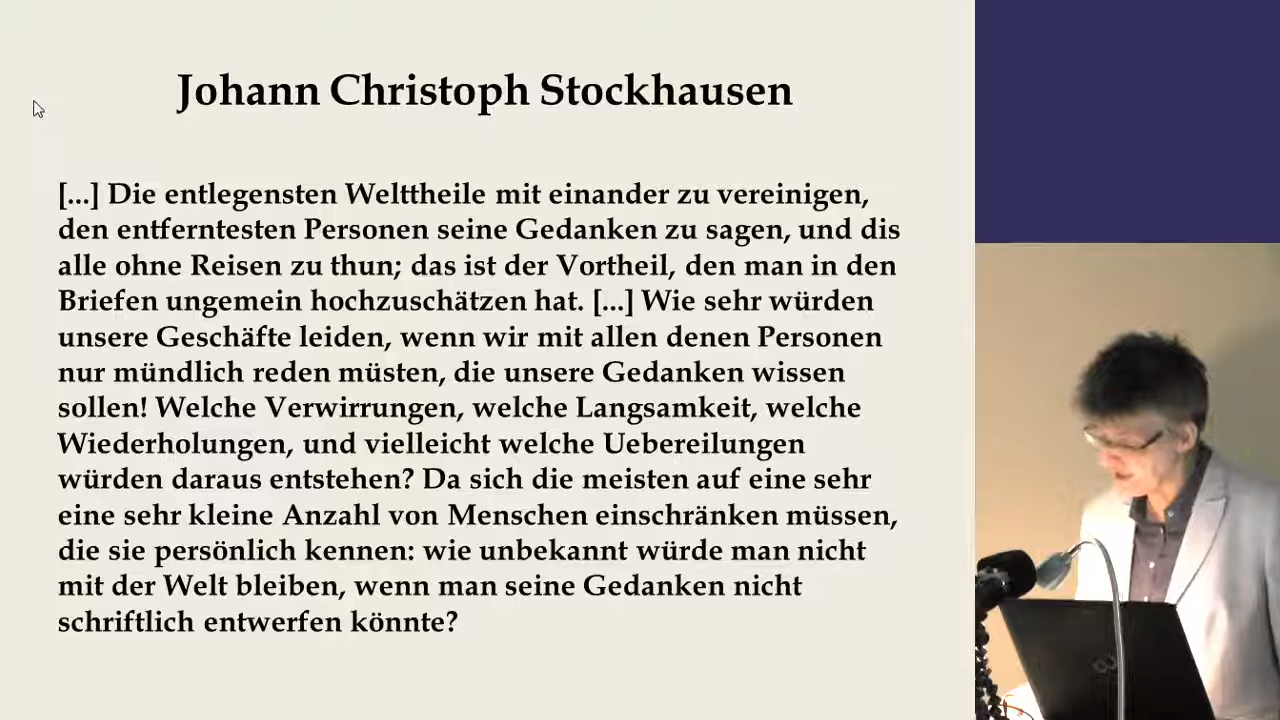 Johann Christoph Stockhausen
[...] Die entlegensten Welttheile mit einander zu vereinigen,
den entferntesten Personen seine Gedanken zu sagen, und dis
alle ohne Reisen zu thun; das ist der Vortheil, den man in den
Briefen ungemein hochzuschätzen hat. [...] Wie sehr würden
unsere Geschäfte leiden, wenn wir mit allen denen Personen
nur mündlich reden müsten, die unsere Gedanken wissen
sollen! Welche Verwirrungen, welche Langsamkeit, welche
Wiederholungen, und vielleicht welche Uebereilungen
würden daraus entstehen? Da sich die meisten auf eine sehr
eine sehr kleine Anzahl von Menschen einschränken müssen,
die sie persönlich kennen: wie unbekannt würde man nicht
mit der Welt bleiben, wenn man seine Gedanken nicht
schriftlich entwerfen könnte?